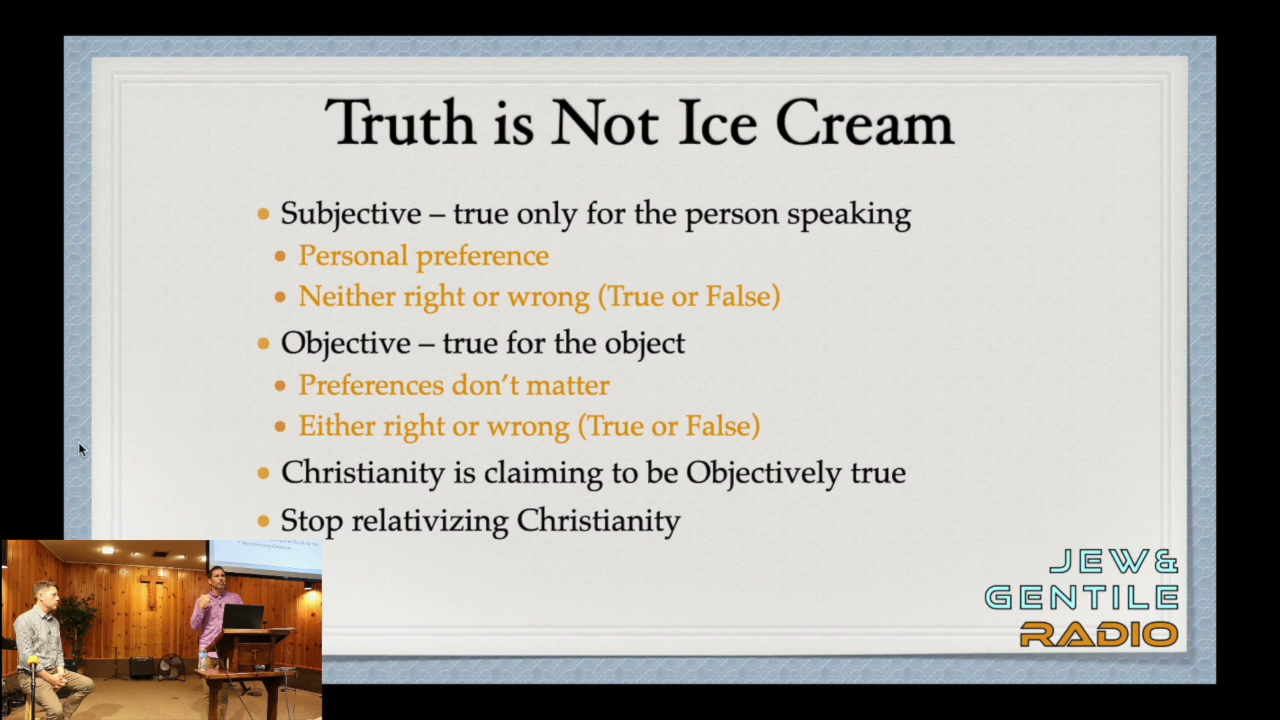 Truth is Not Ice Cream
Subjective – true only for the person speaking
Personal preference
Neither right or wrong (True or False)
Objective – true for the object
Preferences don't matter
Either right or wrong (True or False)
Christianity is claiming to be Objectively true
Stop relativizing Christianity
JEW&
GENTILE
RADIO